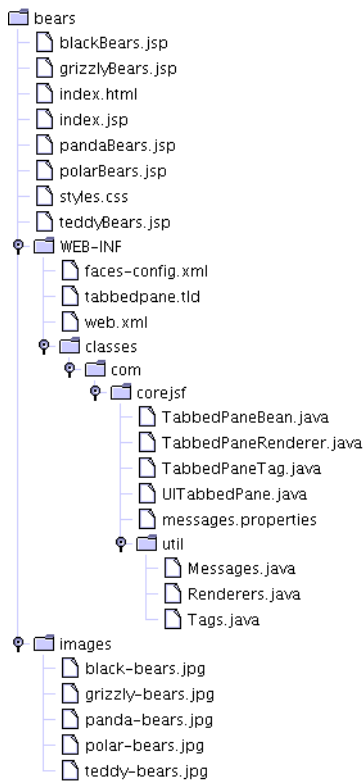 bears
blackBears.jsp
grizzlyBears.jsp
index.html
index.jsp
pandaBears.jsp
polarBears.jsp
styles.css
teddyBears.jsp
WEB-INF
faces-config.xml
tabbedpane.tld
web.xml
classes
com
corejsf
TabbedPaneBean.java
TabbedPaneRenderer.java
TabbedPaneTag.java
UITabbedPane.java
messages.properties
util
Messages.java
Renderers.java
Tags.java
images
black-bears.jpg
grizzly-bears.jpg
panda-bears.jpg
polar-bears.jpg
teddy-bears.jpg